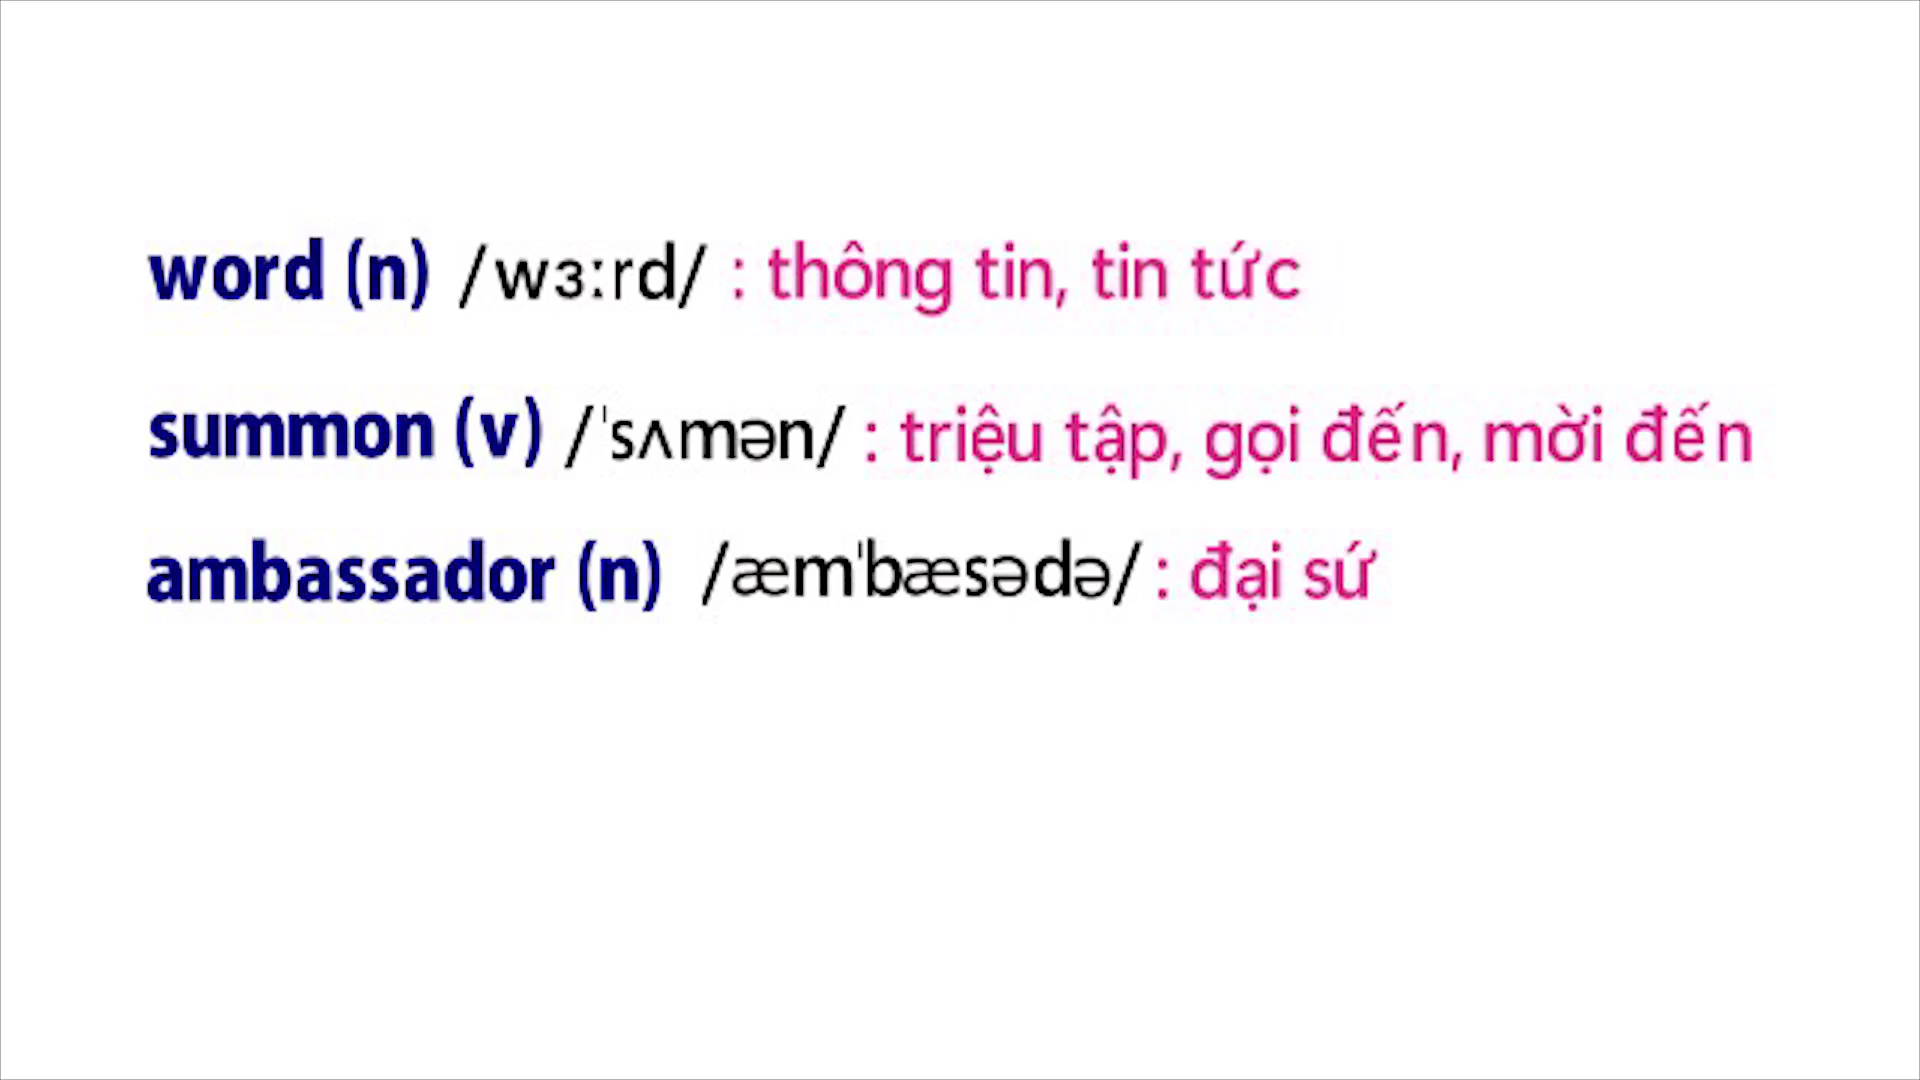 word (n) /wɜːrd/ : thông tin, tin tức
summon (v) /ˈsʌmən/ : triệu tập, gọi đến, mời đến
ambassador (n) /æmˈbæsədə/ : đại sứ